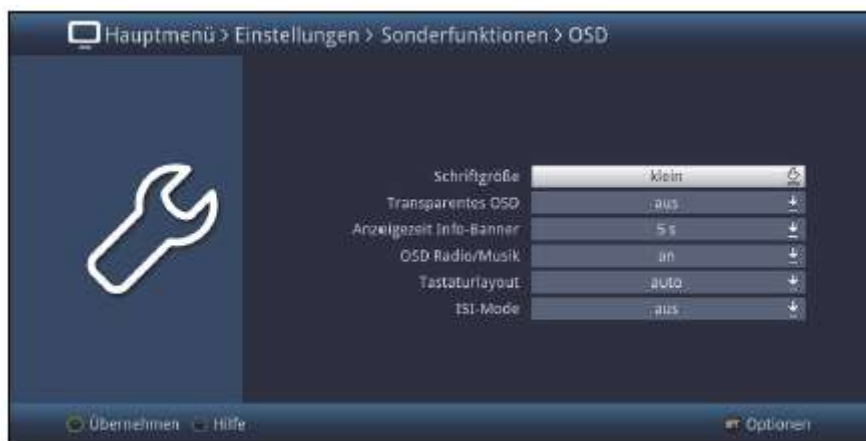 Hauptmenü > Einstellungen > Sonderfunktionen > OSD
Schriftgröße klein
Transparentes OSD aus
Anzeigezeit Info-Banner 5 s
OSD Radio/Musik an
Tastaturlayout auto
ISI-Mode aus
Übernehmen Hilfe Optionen